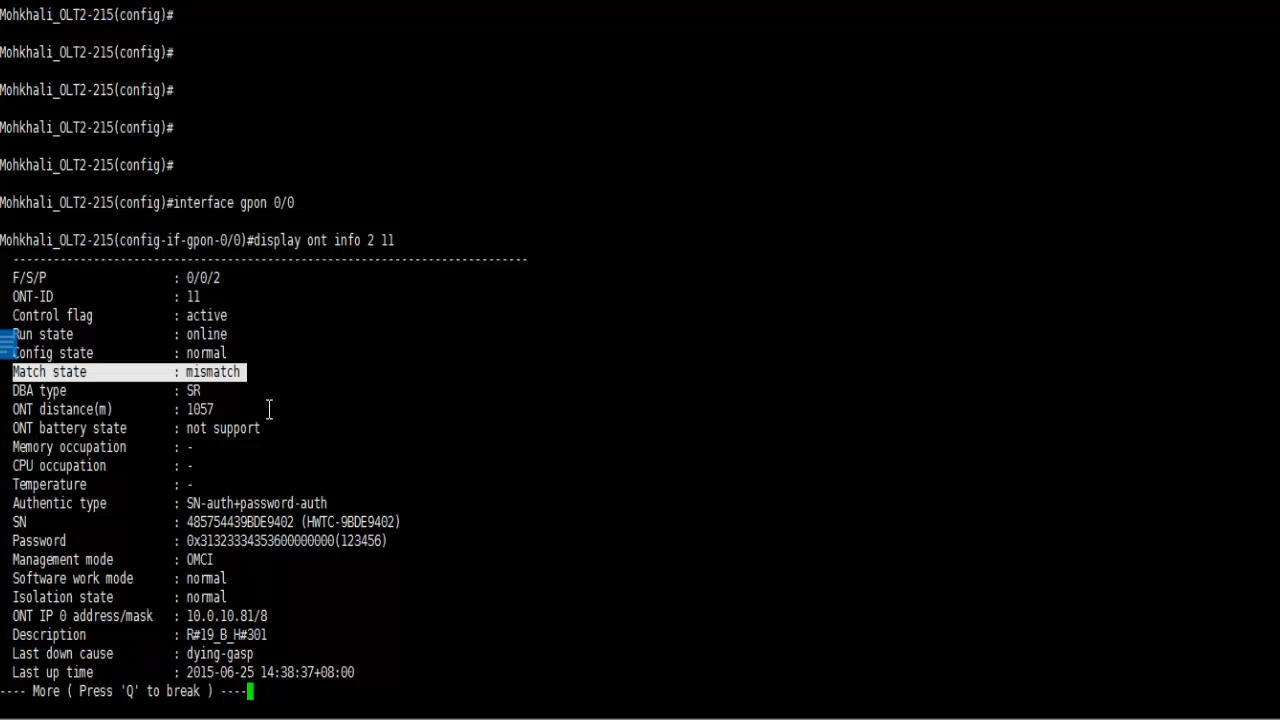 Mohkhali_OLT2-215(config)#
Mohkhali_OLT2-215(config)#
Mohkhali_OLT2-215(config)#
Mohkhali_OLT2-215(config)#
Mohkhali_OLT2-215(config)#
Mohkhali_OLT2-215(config)#interface gpon 0/0
Mohkhali_OLT2-215(config-if-gpon-0/0)#display ont info 2 11
-----------------------------------------------------------------------------
F/S/P : 0/0/2
ONT-ID : 11
Control flag : active
Run state : online
Config state : normal
Match state : mismatch
DBA type : SR
ONT distance(m) : 1057
ONT battery state : not support
Memory occupation : -
CPU occupation : -
Temperature : -
Authentic type : SN-auth+password-auth
SN : 485754439BDE9402 (HWTC-9BDE9402)
Password : 0x31323334353600000000(123456)
Management mode : OMCI
Software work mode : normal
Isolation state : normal
ONT IP 0 address/mask : 10.0.10.81/8
Description : R#19_B_H#301
Last down cause : dying-gasp
Last up time : 2015-06-25 14:38:37+08:00
---- More ( Press 'Q' to break ) ----